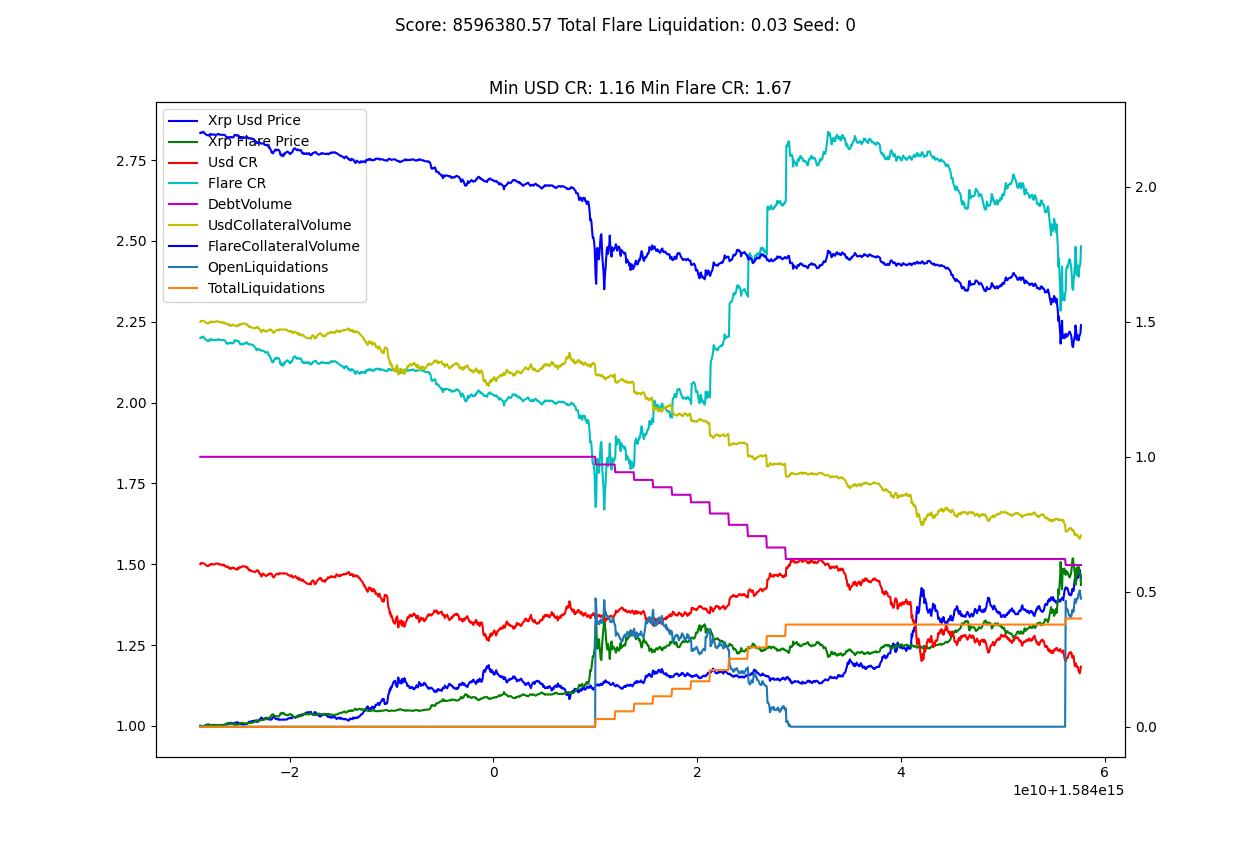 Score: 8596380.57 Total Flare Liquidation: 0.03 Seed: 0
Min USD CR: 1.16 Min Flare CR: 1.67
Xrp Usd Price
Xrp Flare Price
Usd CR
Flare CR
DebtVolume
UsdCollateralVolume
FlareCollateralVolume
OpenLiquidations
TotalLiquidations
2.75
2.50
2.25
2.00
1.75
1.50
1.25
1.00
2.0
1.5
1.0
0.5
0.0
−2 0 2 4 6
1e10+1.584e15